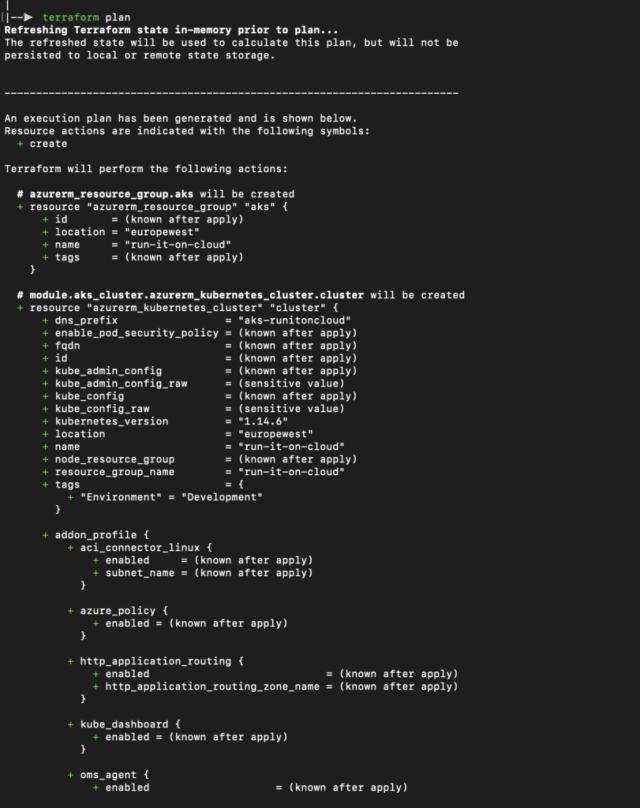 |--▶ terraform plan
Refreshing Terraform state in-memory prior to plan...
The refreshed state will be used to calculate this plan, but will not be
persisted to local or remote state storage.
------------------------------------------------------------------------
An execution plan has been generated and is shown below.
Resource actions are indicated with the following symbols:
  + create
Terraform will perform the following actions:
  # azurerm_resource_group.aks will be created
  + resource "azurerm_resource_group" "aks" {
      + id       = (known after apply)
      + location = "europewest"
      + name     = "run-it-on-cloud"
      + tags     = (known after apply)
    }
  # module.aks_cluster.azurerm_kubernetes_cluster.cluster will be created
  + resource "azurerm_kubernetes_cluster" "cluster" {
      + dns_prefix                 = "aks-runitoncloud"
      + enable_pod_security_policy = (known after apply)
      + fqdn                       = (known after apply)
      + id                         = (known after apply)
      + kube_admin_config          = (known after apply)
      + kube_admin_config_raw      = (sensitive value)
      + kube_config                = (known after apply)
      + kube_config_raw            = (sensitive value)
      + kubernetes_version         = "1.14.6"
      + location                   = "europewest"
      + name                       = "run-it-on-cloud"
      + node_resource_group        = (known after apply)
      + resource_group_name        = "run-it-on-cloud"
      + tags                       = {
          + "Environment" = "Development"
        }
      + addon_profile {
          + aci_connector_linux {
              + enabled     = (known after apply)
              + subnet_name = (known after apply)
            }
          + azure_policy {
              + enabled = (known after apply)
            }
          + http_application_routing {
              + enabled                            = (known after apply)
              + http_application_routing_zone_name = (known after apply)
            }
          + kube_dashboard {
              + enabled = (known after apply)
            }
          + oms_agent {
              + enabled                    = (known after apply)